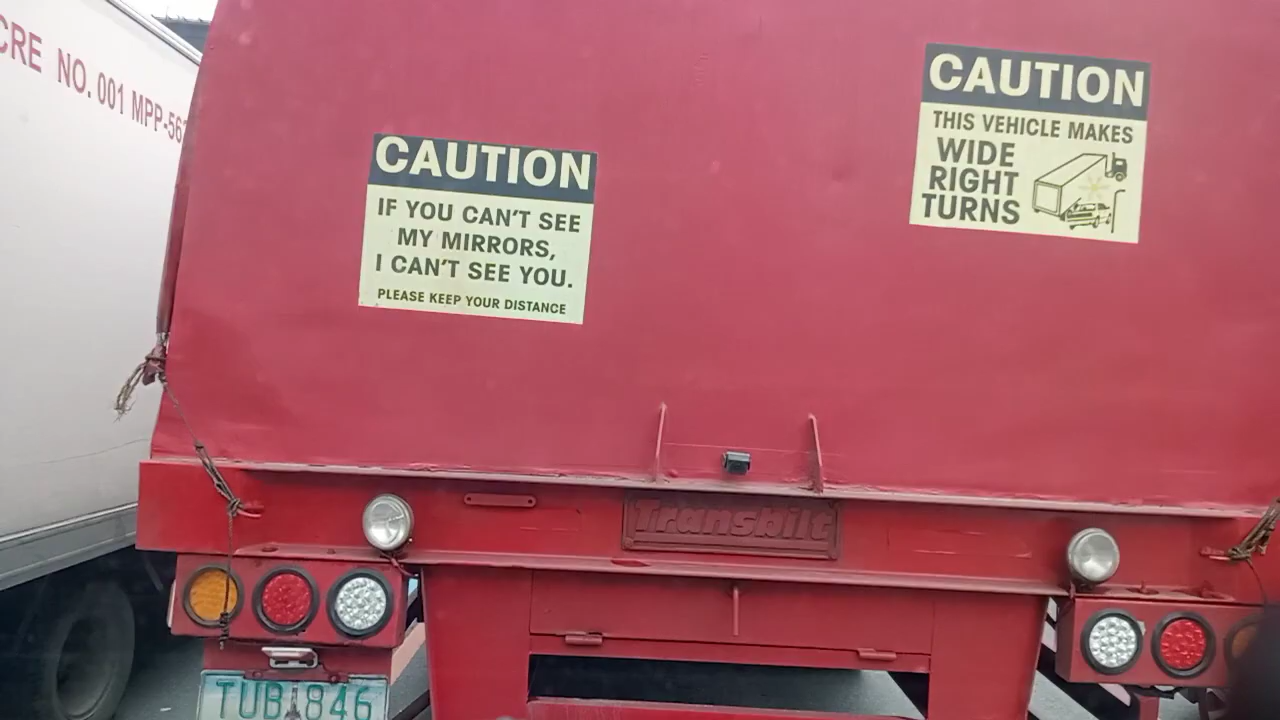 CRE NO. 001 MPP-56
CAUTION
IF YOU CAN'T SEE
MY MIRRORS,
I CAN'T SEE YOU.
PLEASE KEEP YOUR DISTANCE
CAUTION
THIS VEHICLE MAKES
WIDE
RIGHT
TURNS
Transbilt
TUB 846